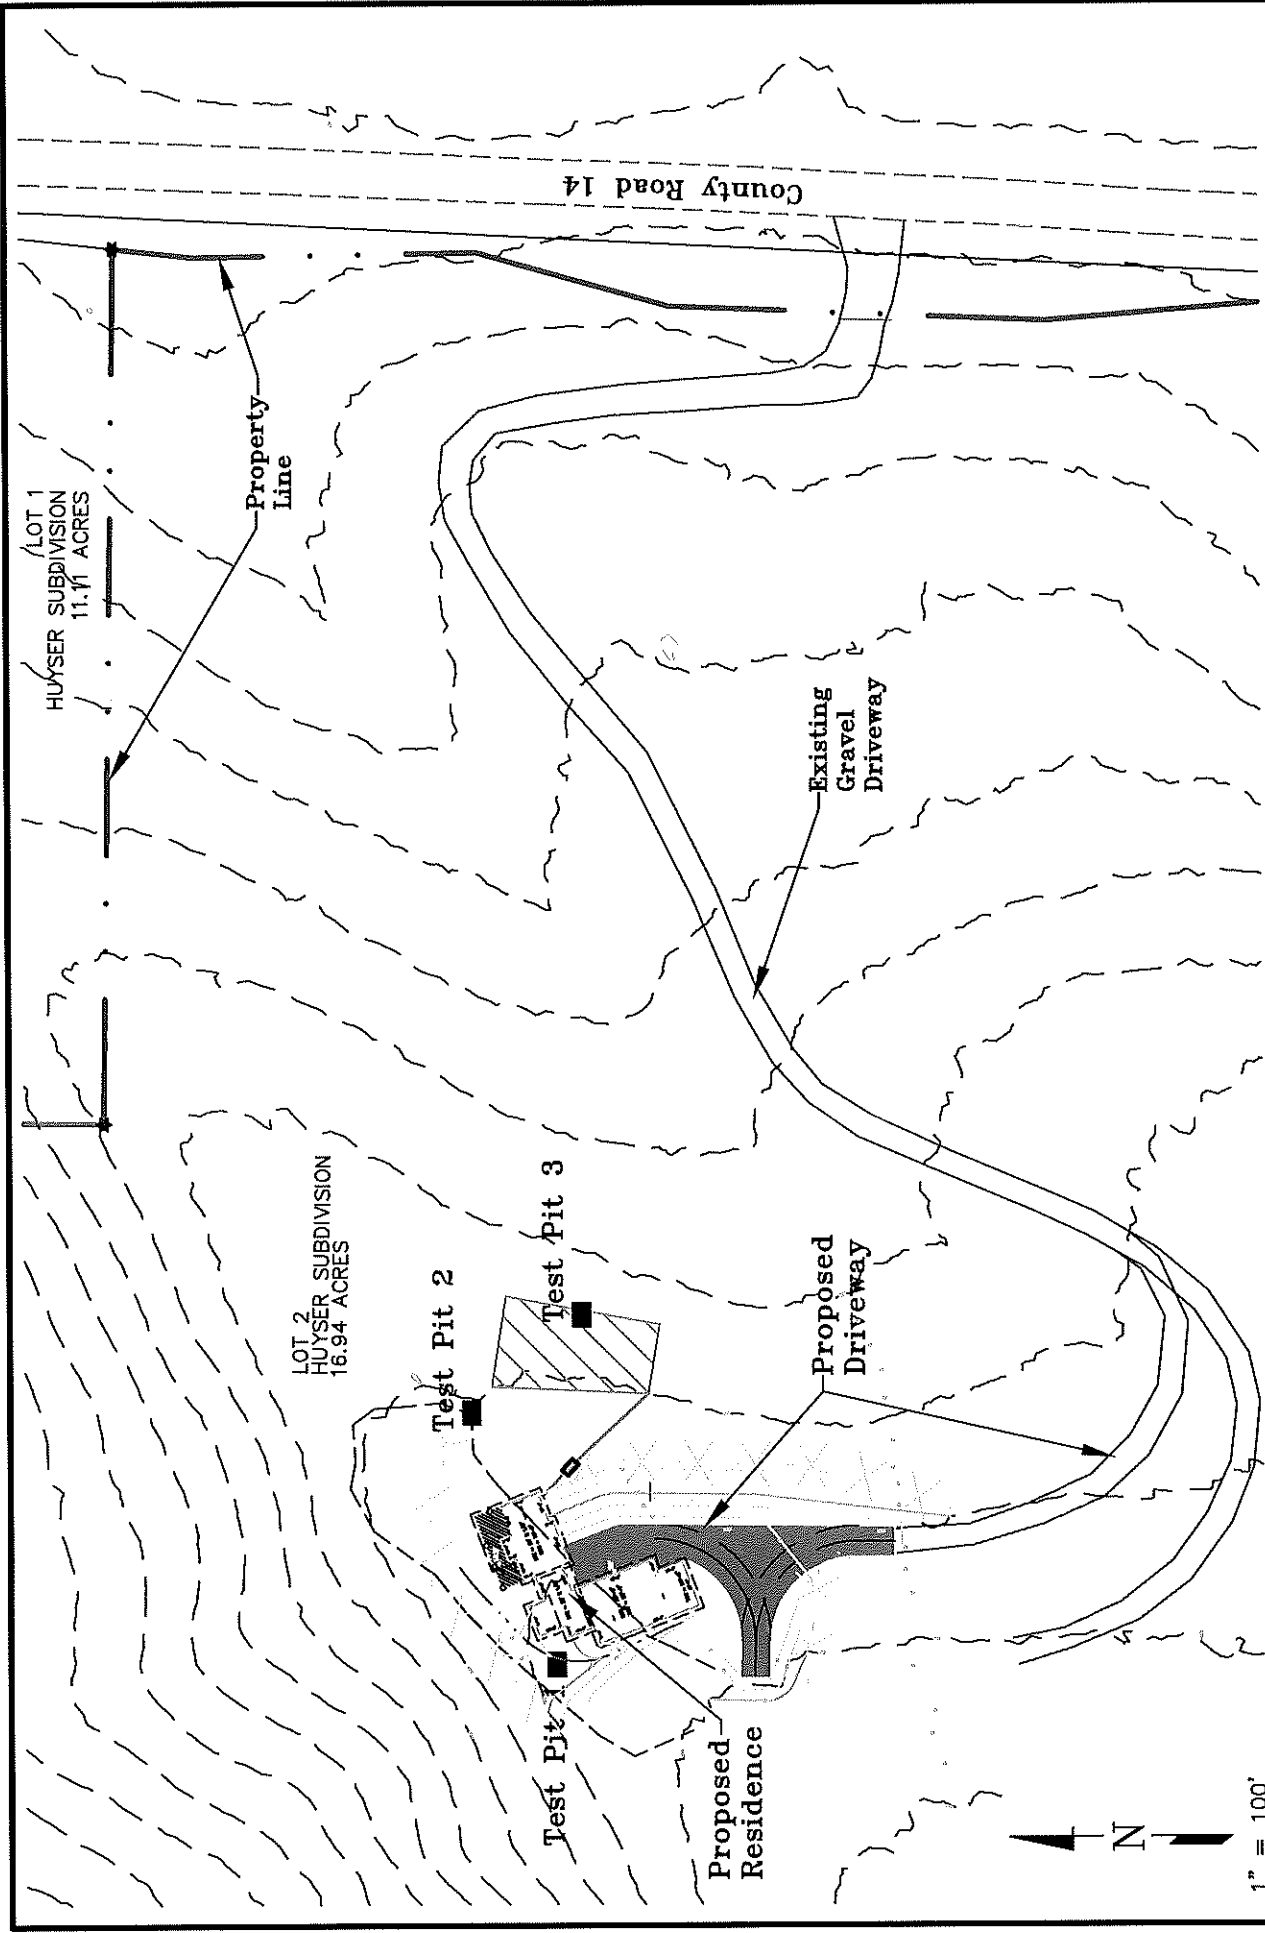 LOT 1
HUYSER SUBDIVISION
11.11 ACRES
Property
Line
County Road 14
LOT 2
HUYSER SUBDIVISION
16.94 ACRES
Test Pit 2
Test Pit 3
Test Pit 1
Existing
Gravel
Driveway
Proposed
Driveway
Proposed
Residence
N
1" = 100'